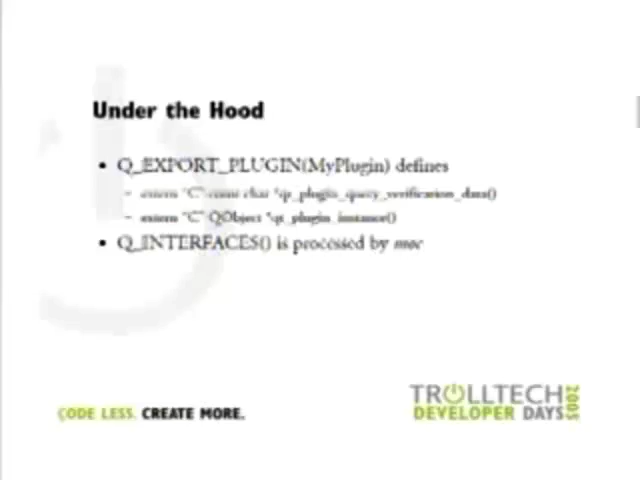 Under the Hood
• Q_EXPORT_PLUGIN(MyPlugin) defines
– extern "C" const char *qt_plugin_query_verification_data()
– extern "C" QObject *qt_plugin_instance()
• Q_INTERFACES() is processed by moc
CODE LESS. CREATE MORE.
TROLLTECH
DEVELOPER DAYS 2005